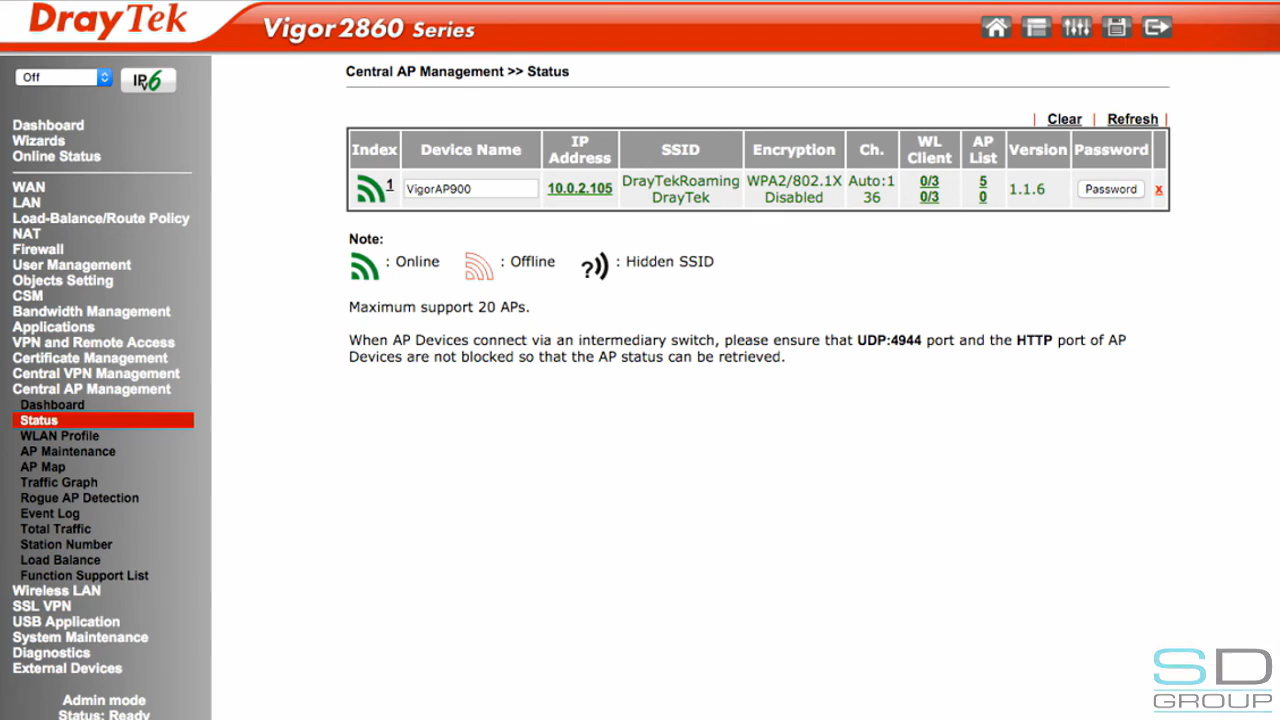 DrayTek
Vigor2860 Series
Off
IPv6
Dashboard
Wizards
Online Status
WAN
LAN
Load-Balance/Route Policy
NAT
Firewall
User Management
Objects Setting
CSM
Bandwidth Management
Applications
VPN and Remote Access
Certificate Management
Central VPN Management
Central AP Management
Dashboard
Status
WLAN Profile
AP Maintenance
AP Map
Traffic Graph
Rogue AP Detection
Event Log
Total Traffic
Station Number
Load Balance
Function Support List
Wireless LAN
SSL VPN
USB Application
System Maintenance
Diagnostics
External Devices
Admin mode
Status: Ready
Central AP Management >> Status
| Clear | Refresh |
Index Device Name IP Address SSID Encryption Ch. WL Client AP List Version Password
1 VigorAP900 10.0.2.105 DrayTekRoaming WPA2/802.1X Auto:1 0/3 5 1.1.6 Password x
DrayTek Disabled 36 0/3 0
Note:
: Online : Offline ?)) : Hidden SSID
Maximum support 20 APs.
When AP Devices connect via an intermediary switch, please ensure that UDP:4944 port and the HTTP port of AP
Devices are not blocked so that the AP status can be retrieved.
SD
GROUP